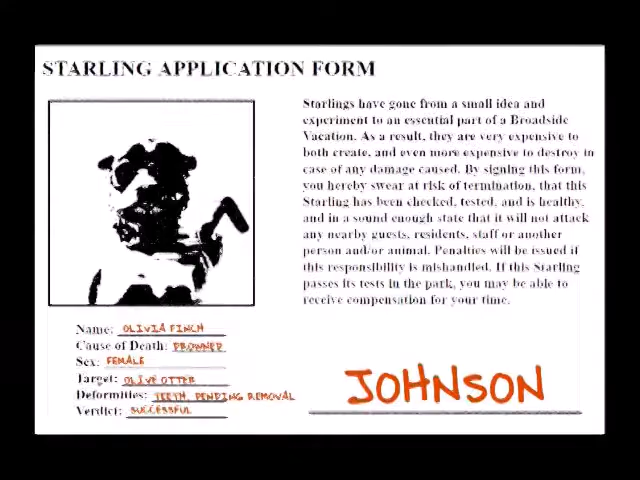 STARLING APPLICATION FORM
Starlings have gone from a small idea and
experiment to an essential part of a Broadside
Vacation. As a result, they are very expensive to
both create, and even more expensive to destroy in
case of any damage caused. By signing this form,
you hereby swear at risk of termination, that this
Starling has been checked, tested, and is healthy,
and in a sound enough state that it will not attack
any nearby guests, residents, staff or another
person and/or animal. Penalties will be issued if
this responsibility is mishandled. If this Starling
passes its tests in the park, you may be able to
receive compensation for your time.
Name: OLIVIA FINCH
Cause of Death: DROWNED
Sex: FEMALE
Target: OLIVE OTTER
Deformities: TEETH, PENDING REMOVAL
Verdict: SUCCESSFUL
JOHNSON